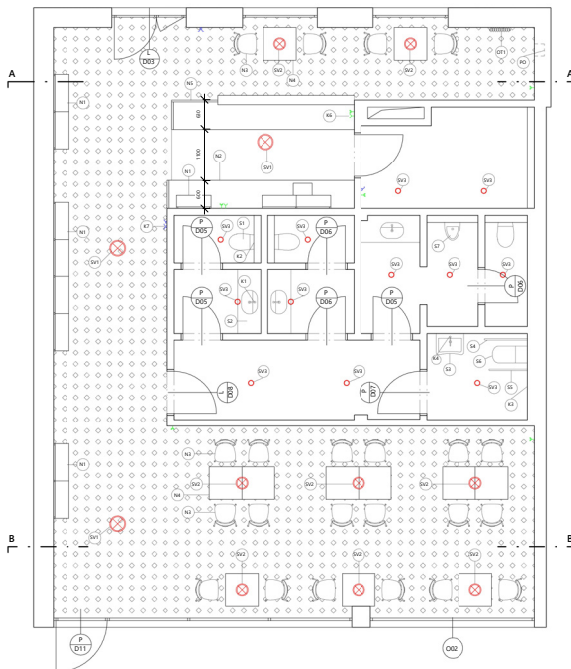 L
D03
N3
SV2
N4
SV2
OT1
PO
A
A
N1
N5
630
K6
1100
SV1
N2
N1
600
SV3
SV3
K7
N1
SV1
P
D05
SV3
S1
K2
SV3
P
D06
S7
SV3
SV3
SV3
P
D06
P
D05
SV3
K1
S2
SV3
P
D06
P
D05
K4
S3
S4
S6
S5
SV3
K3
L
D08
SV3
SV3
P
D07
N3
N1
SV2
SV2
SV2
N4
N3
SV1
B
B
SV2
SV2
SV2
P
D11
O02